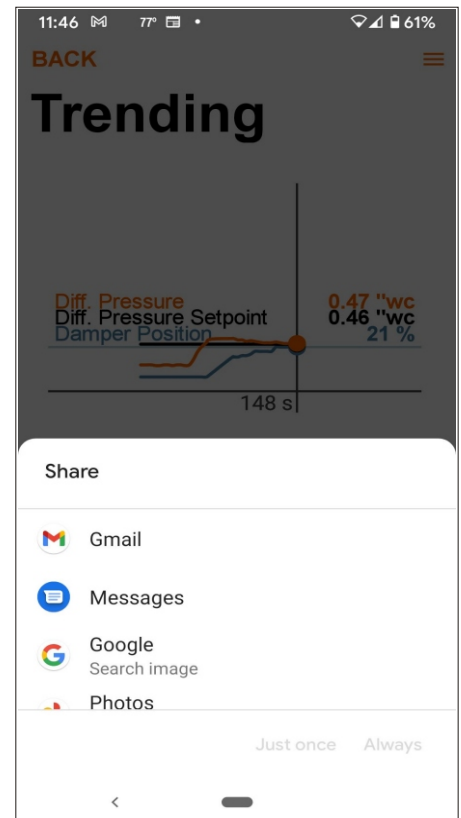 11:46 77° 61%
BACK
Trending
Diff. Pressure 0.47 "wc
Diff. Pressure Setpoint 0.46 "wc
Damper Position 21 %
148 s
Share
Gmail
Messages
Google
Search image
Photos
Just once Always